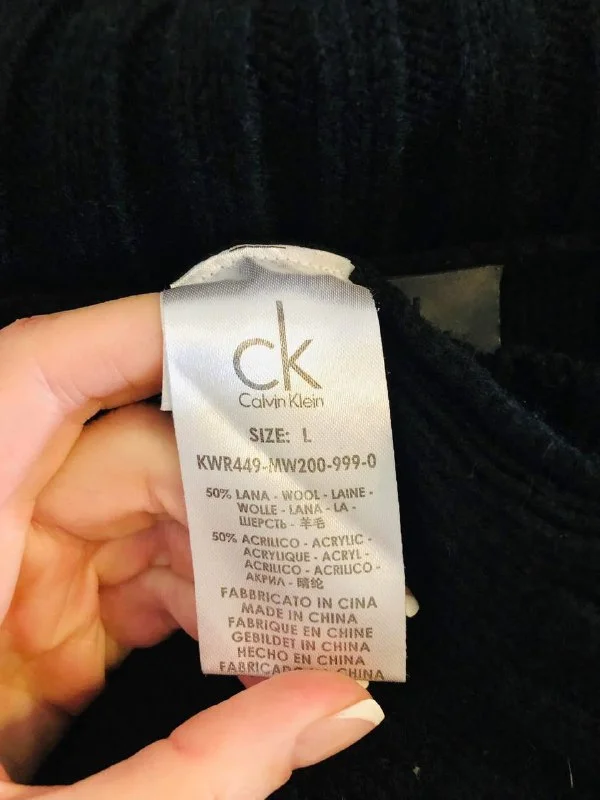 ck
Calvin Klein
SIZE: L
KWR449-MW200-999-0
50% LANA - WOOL - LAINE -
WOLLE - LANA - LA -
ШЕРСТЬ - 羊毛
50% ACRILICO - ACRYLIC -
ACRYLIQUE - ACRYL -
ACRILICO - ACRILICO -
АКРИЛ - 晴纶
FABBRICATO IN CINA
MADE IN CHINA
FABRIQUE EN CHINE
GEBILDET IN CHINA
HECHO EN CHINA
CHINA